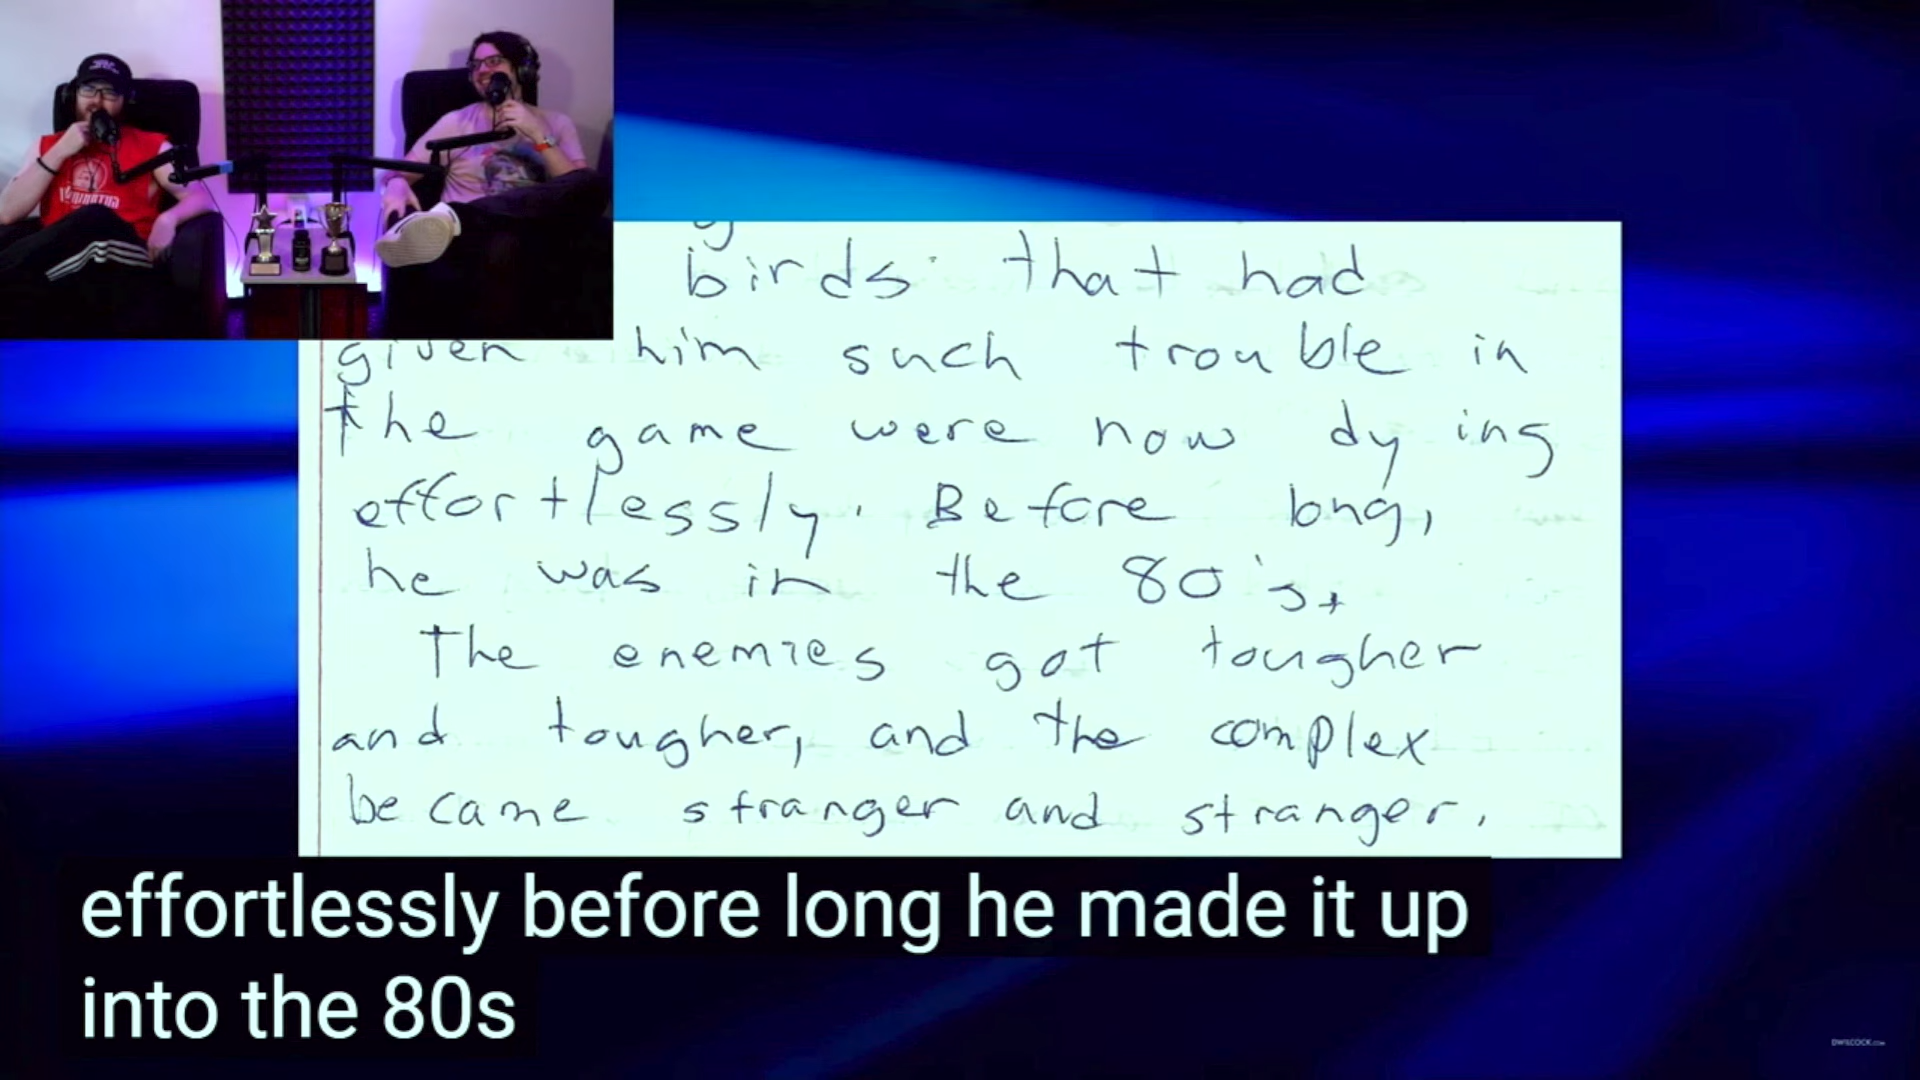 birds that had
given him such trouble in
the game were now dying
effortlessly. Before long,
he was in the 80's.
The enemies got tougher
and tougher, and the complex
became stranger and stranger.
effortlessly before long he made it up
into the 80s
DWILCOCK.COM